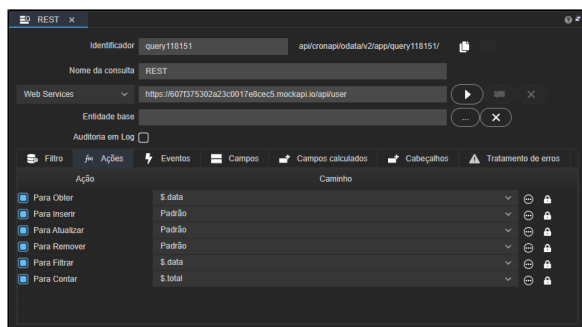 REST ×
Identificador query118151 api/cronapi/odata/v2/app/query118151/
Nome da consulta REST
Web Services https://607f375302a23c0017e8cec5.mockapi.io/api/user
Entidade base ...
Auditoria em Log
Filtro f(x) Ações Eventos Campos Campos calculados Cabeçalhos Tratamento de erros
Ação Caminho
Para Obter $.data
Para Inserir Padrão
Para Atualizar Padrão
Para Remover Padrão
Para Filtrar $.data
Para Contar $.total